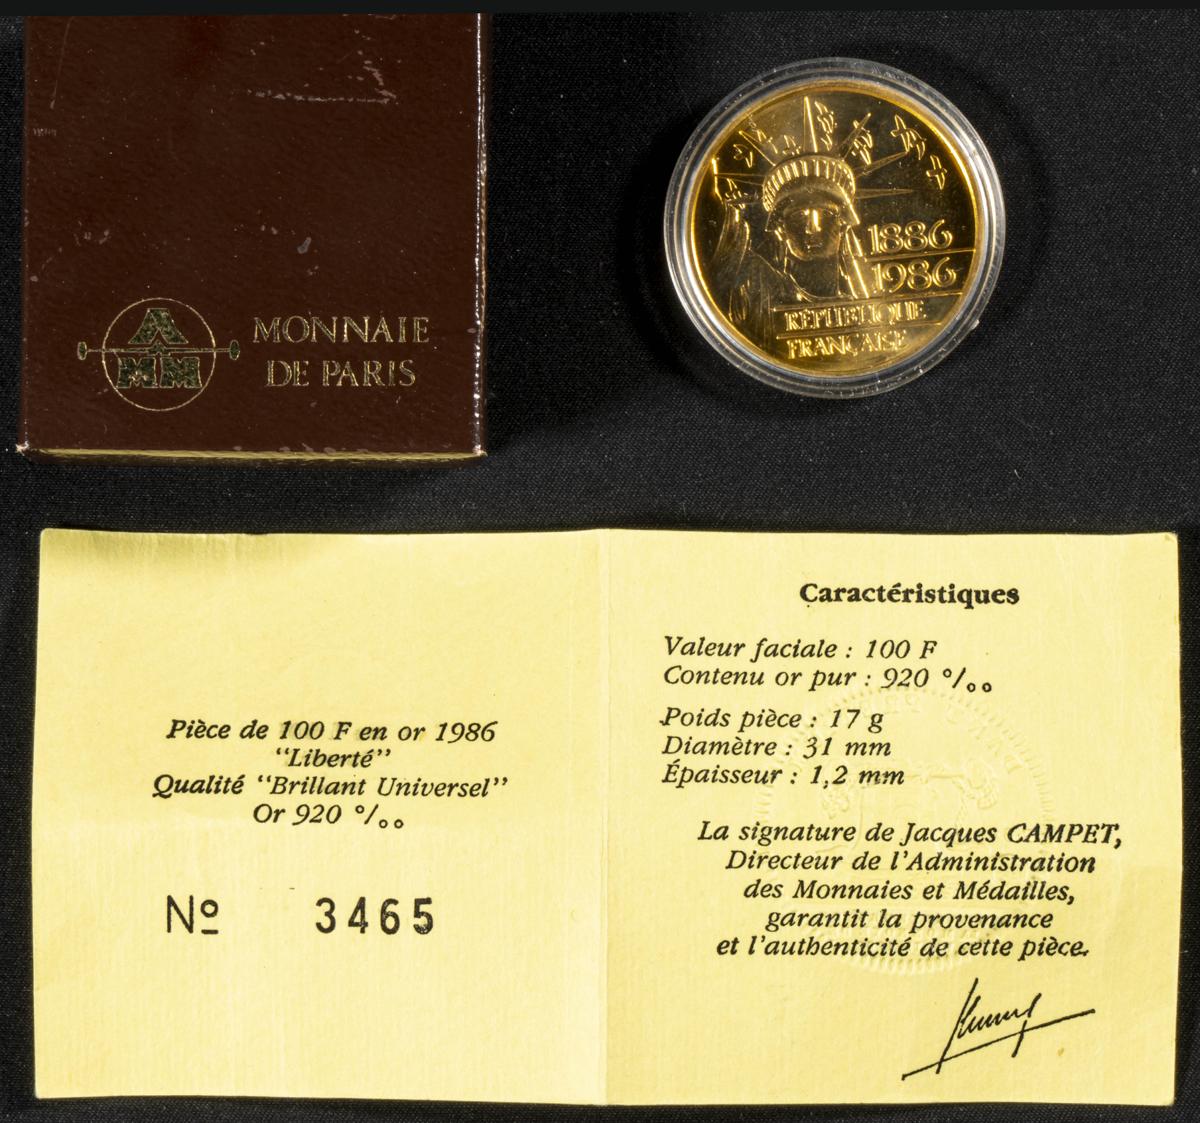 MONNAIE
DE PARIS
AMM
1886
1986
RÉPUBLIQUE
FRANÇAISE
Pièce de 100 F en or 1986
“Liberté”
Qualité “Brillant Universel”
Or 920 °/₀₀
Nº 3465
Caractéristiques
Valeur faciale : 100 F
Contenu or pur : 920 °/₀₀
Poids pièce : 17 g
Diamètre : 31 mm
Épaisseur : 1,2 mm
La signature de Jacques CAMPET,
Directeur de l'Administration
des Monnaies et Médailles,
garantit la provenance
et l'authenticité de cette pièce.